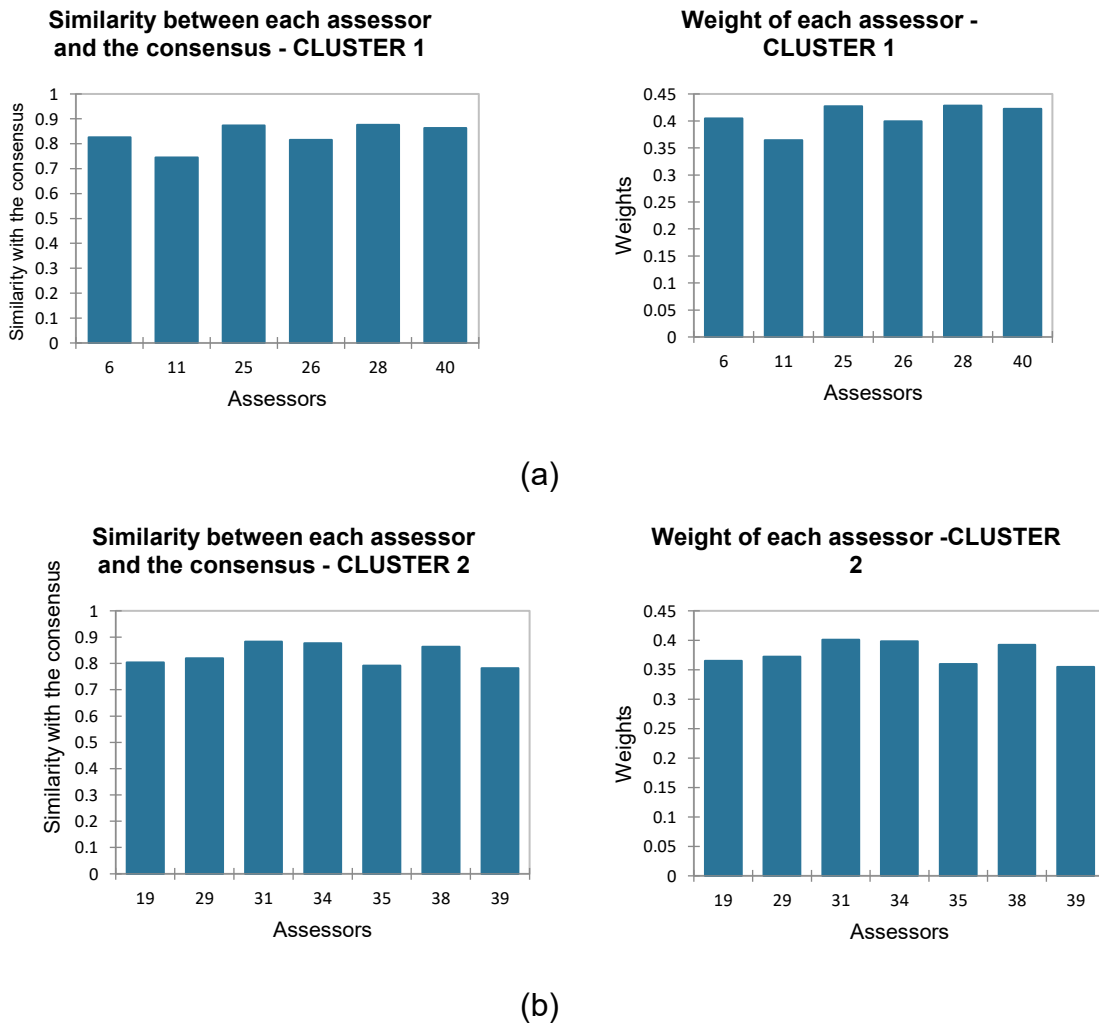 Similarity between each assessor
and the consensus - CLUSTER 1
1
0.9
0.8
0.7
0.6
0.5
0.4
0.3
0.2
0.1
0
Similarity with the consensus
6 11 25 26 28 40
Assessors
Weight of each assessor -
CLUSTER 1
0.45
0.4
0.35
0.3
0.25
0.2
0.15
0.1
0.05
0
Weights
6 11 25 26 28 40
Assessors
(a)
Similarity between each assessor
and the consensus - CLUSTER 2
1
0.9
0.8
0.7
0.6
0.5
0.4
0.3
0.2
0.1
0
Similarity with the consensus
19 29 31 34 35 38 39
Assessors
Weight of each assessor -CLUSTER
2
0.45
0.4
0.35
0.3
0.25
0.2
0.15
0.1
0.05
0
Weights
19 29 31 34 35 38 39
Assessors
(b)